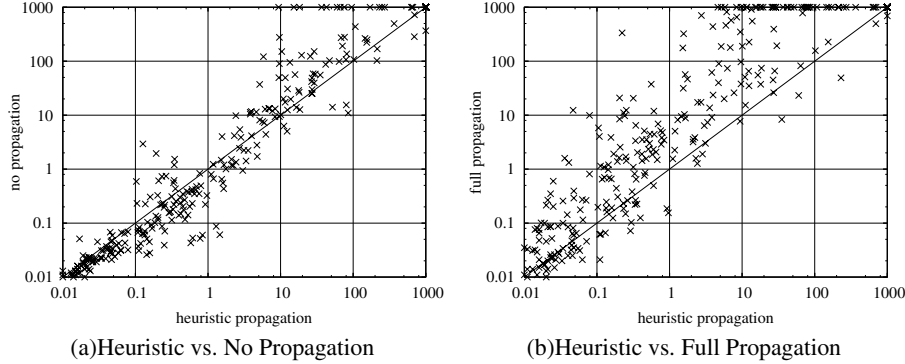 1000
100
10
1
0.1
0.01
no propagation
0.01 0.1 1 10 100 1000
heuristic propagation
(a)Heuristic vs. No Propagation
1000
100
10
1
0.1
0.01
full propagation
0.01 0.1 1 10 100 1000
heuristic propagation
(b)Heuristic vs. Full Propagation